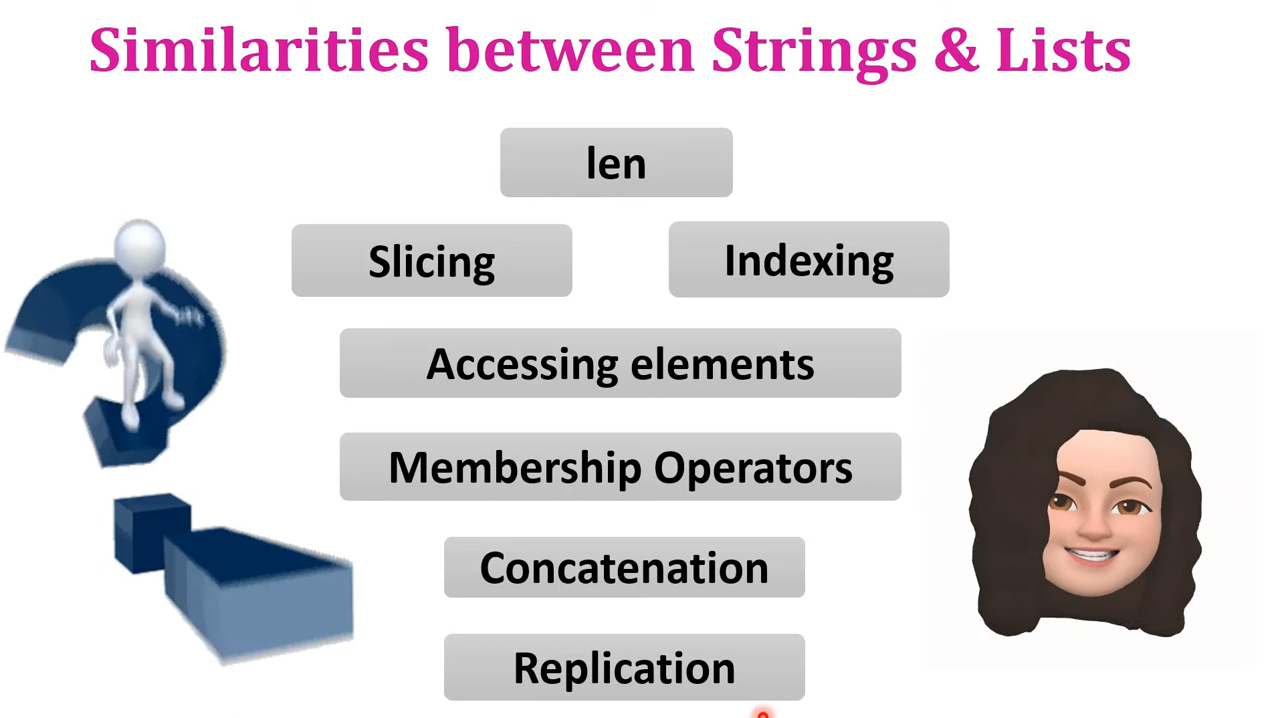 Similarities between Strings & Lists
len
Slicing
Indexing
Accessing elements
Membership Operators
Concatenation
Replication